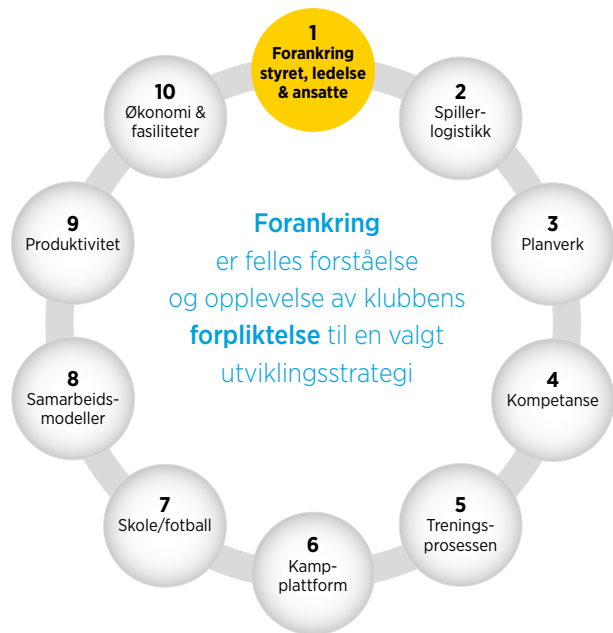 1
Forankring
styret, ledelse
& ansatte
2
Spiller-
logistikk
3
Planverk
4
Kompetanse
5
Trenings-
prosessen
6
Kamp-
plattform
7
Skole/fotball
8
Samarbeids-
modeller
9
Produktivitet
10
Økonomi &
fasiliteter
Forankring
er felles forståelse
og opplevelse av klubbens
forpliktelse til en valgt
utviklingsstrategi